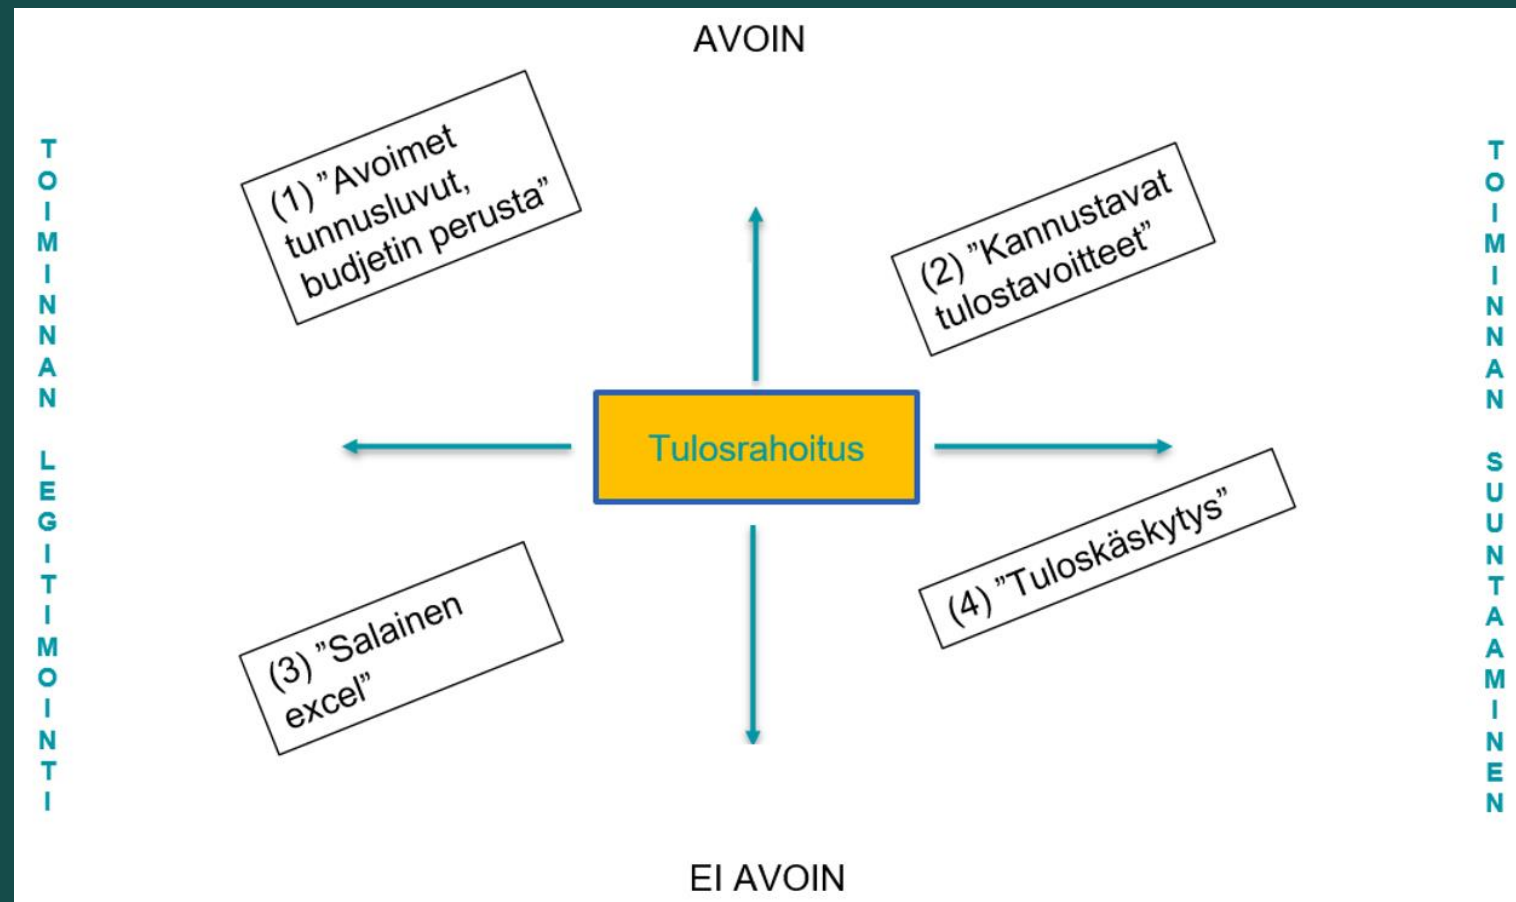 AVOIN
TOIMINNAN LEGITIMOINTI
(1) ”Avoimet
tunnusluvut,
budjetin perusta”
(2) ”Kannustavat
tulostavoitteet”
TOIMINNAN SUUNTAAMINEN
Tulosrahoitus
(3) ”Salainen
excel”
(4) ”Tuloskäskytys”
EI AVOIN